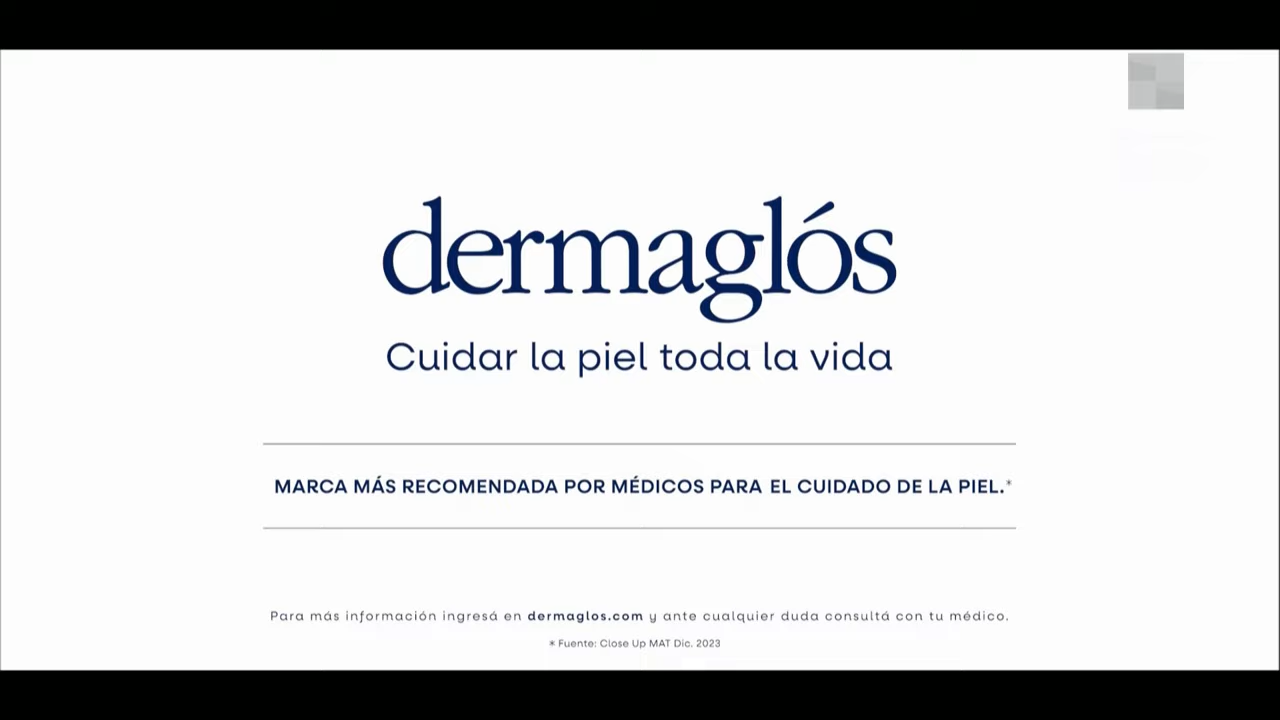 dermaglós
Cuidar la piel toda la vida
MARCA MÁS RECOMENDADA POR MÉDICOS PARA EL CUIDADO DE LA PIEL.*
Para más información ingresá en dermaglos.com y ante cualquier duda consultá con tu médico.
* Fuente: Close Up MAT Dic. 2023